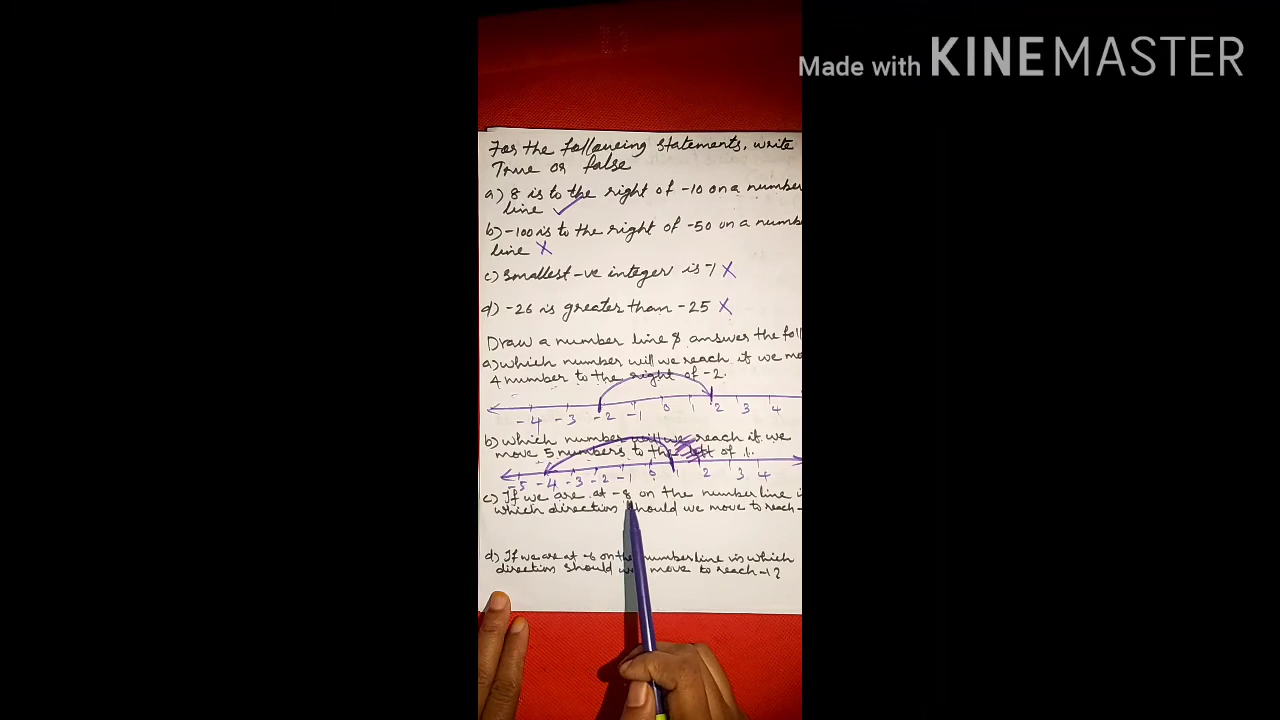 Made with KINEMASTER
For the following statements, write
True or false
a) 8 is to the right of -10 on a number
line ✓
b) -100 is to the right of -50 on a numbe
line X
c) smallest -ve integer is -1 X
d) -26 is greater than -25 X
Draw a number line & answer the foll
a) which number will we reach if we mo
4 number to the right of -2.
-4 -3 -2 -1 0 1 2 3 4
b) which number will we reach if we
move 5 numbers to the left of 1.
-5 -4 -3 -2 -1 0 1 2 3 4
c) If we are at -8 on the number line i
which direction should we move to reach -
d) If we are at -6 on the number line in which
direction should we move to reach -1?